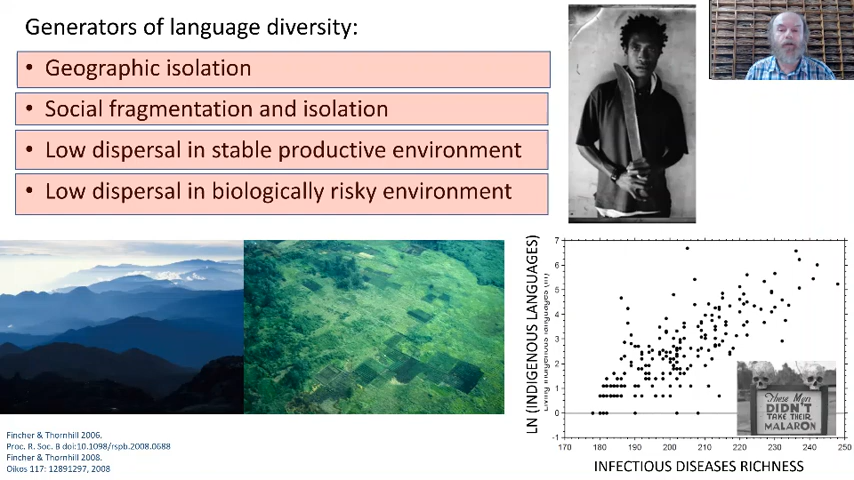 Generators of language diversity:
• Geographic isolation
• Social fragmentation and isolation
• Low dispersal in stable productive environment
• Low dispersal in biologically risky environment
LN (INDIGENOUS LANGUAGES)
7
6
5
4
3
2
1
0
-1
170
180
190
200
210
220
230
240
250
INFECTIOUS DISEASES RICHNESS
These Men
DIDN'T
TAKE THEIR
MALARON
Fincher & Thornhill 2006.
Proc. R. Soc. B doi:10.1098/rspb.2008.0688
Fincher & Thornhill 2008.
Oikos 117: 12891297, 2008